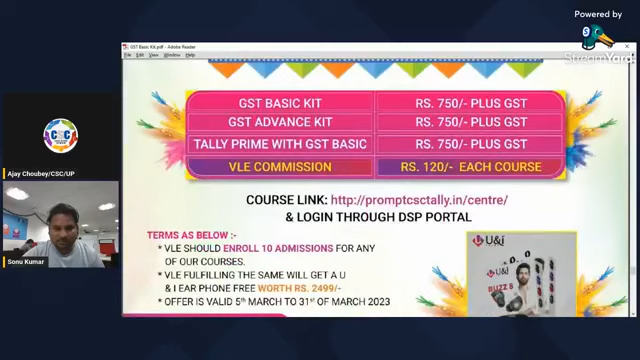 Powered by
StreamYard
GST Basic Kit.pdf - Adobe Reader
File Edit View Window Help
GST BASIC KIT RS. 750/- PLUS GST
GST ADVANCE KIT RS. 750/- PLUS GST
TALLY PRIME WITH GST BASIC RS. 750/- PLUS GST
VLE COMMISSION RS. 120/- EACH COURSE
CSC
Ajay Choubey/CSC/UP
COURSE LINK: http://promptcsctally.in/centre/
& LOGIN THROUGH DSP PORTAL
TERMS AS BELOW :-
* VLE SHOULD ENROLL 10 ADMISSIONS FOR ANY
OF OUR COURSES.
* VLE FULFILLING THE SAME WILL GET A U
& I EAR PHONE FREE WORTH RS. 2499/-
* OFFER IS VALID 5th MARCH TO 31st OF MARCH 2023
U&i
BUZZ 8
Sonu Kumar